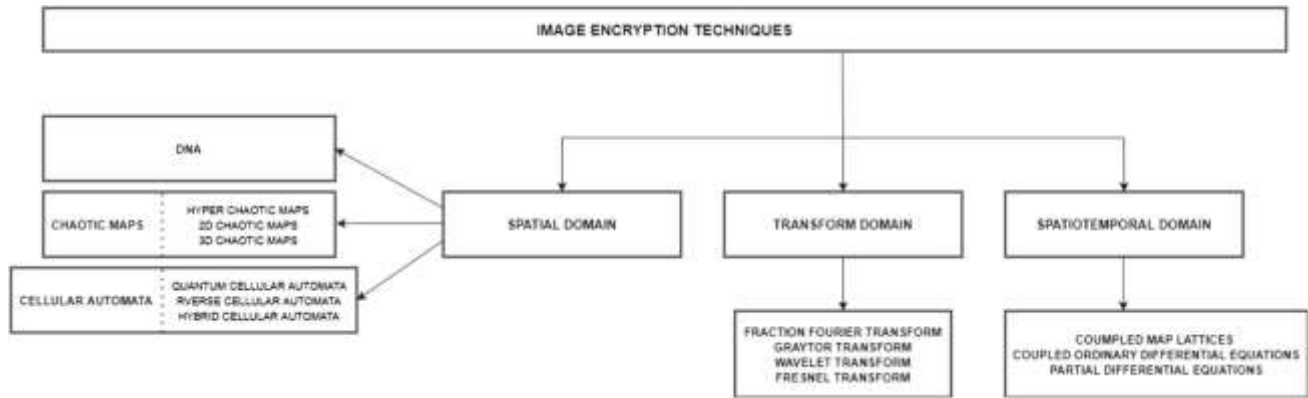 IMAGE ENCRYPTION TECHNIQUES
DNA
CHAOTIC MAPS
HYPER CHAOTIC MAPS
2D CHAOTIC MAPS
3D CHAOTIC MAPS
CELLULAR AUTOMATA
QUANTUM CELLULAR AUTOMATA
RVERSE CELLULAR AUTOMATA
HYBRID CELLULAR AUTOMATA
SPATIAL DOMAIN
TRANSFORM DOMAIN
SPATIOTEMPORAL DOMAIN
FRACTION FOURIER TRANSFORM
GRAYTOR TRANSFORM
WAVELET TRANSFORM
FRESNEL TRANSFORM
COUMPLED MAP LATTICES
COUPLED ORDINARY DIFFERENTIAL EQUATIONS
PARTIAL DIFFERENTIAL EQUATIONS